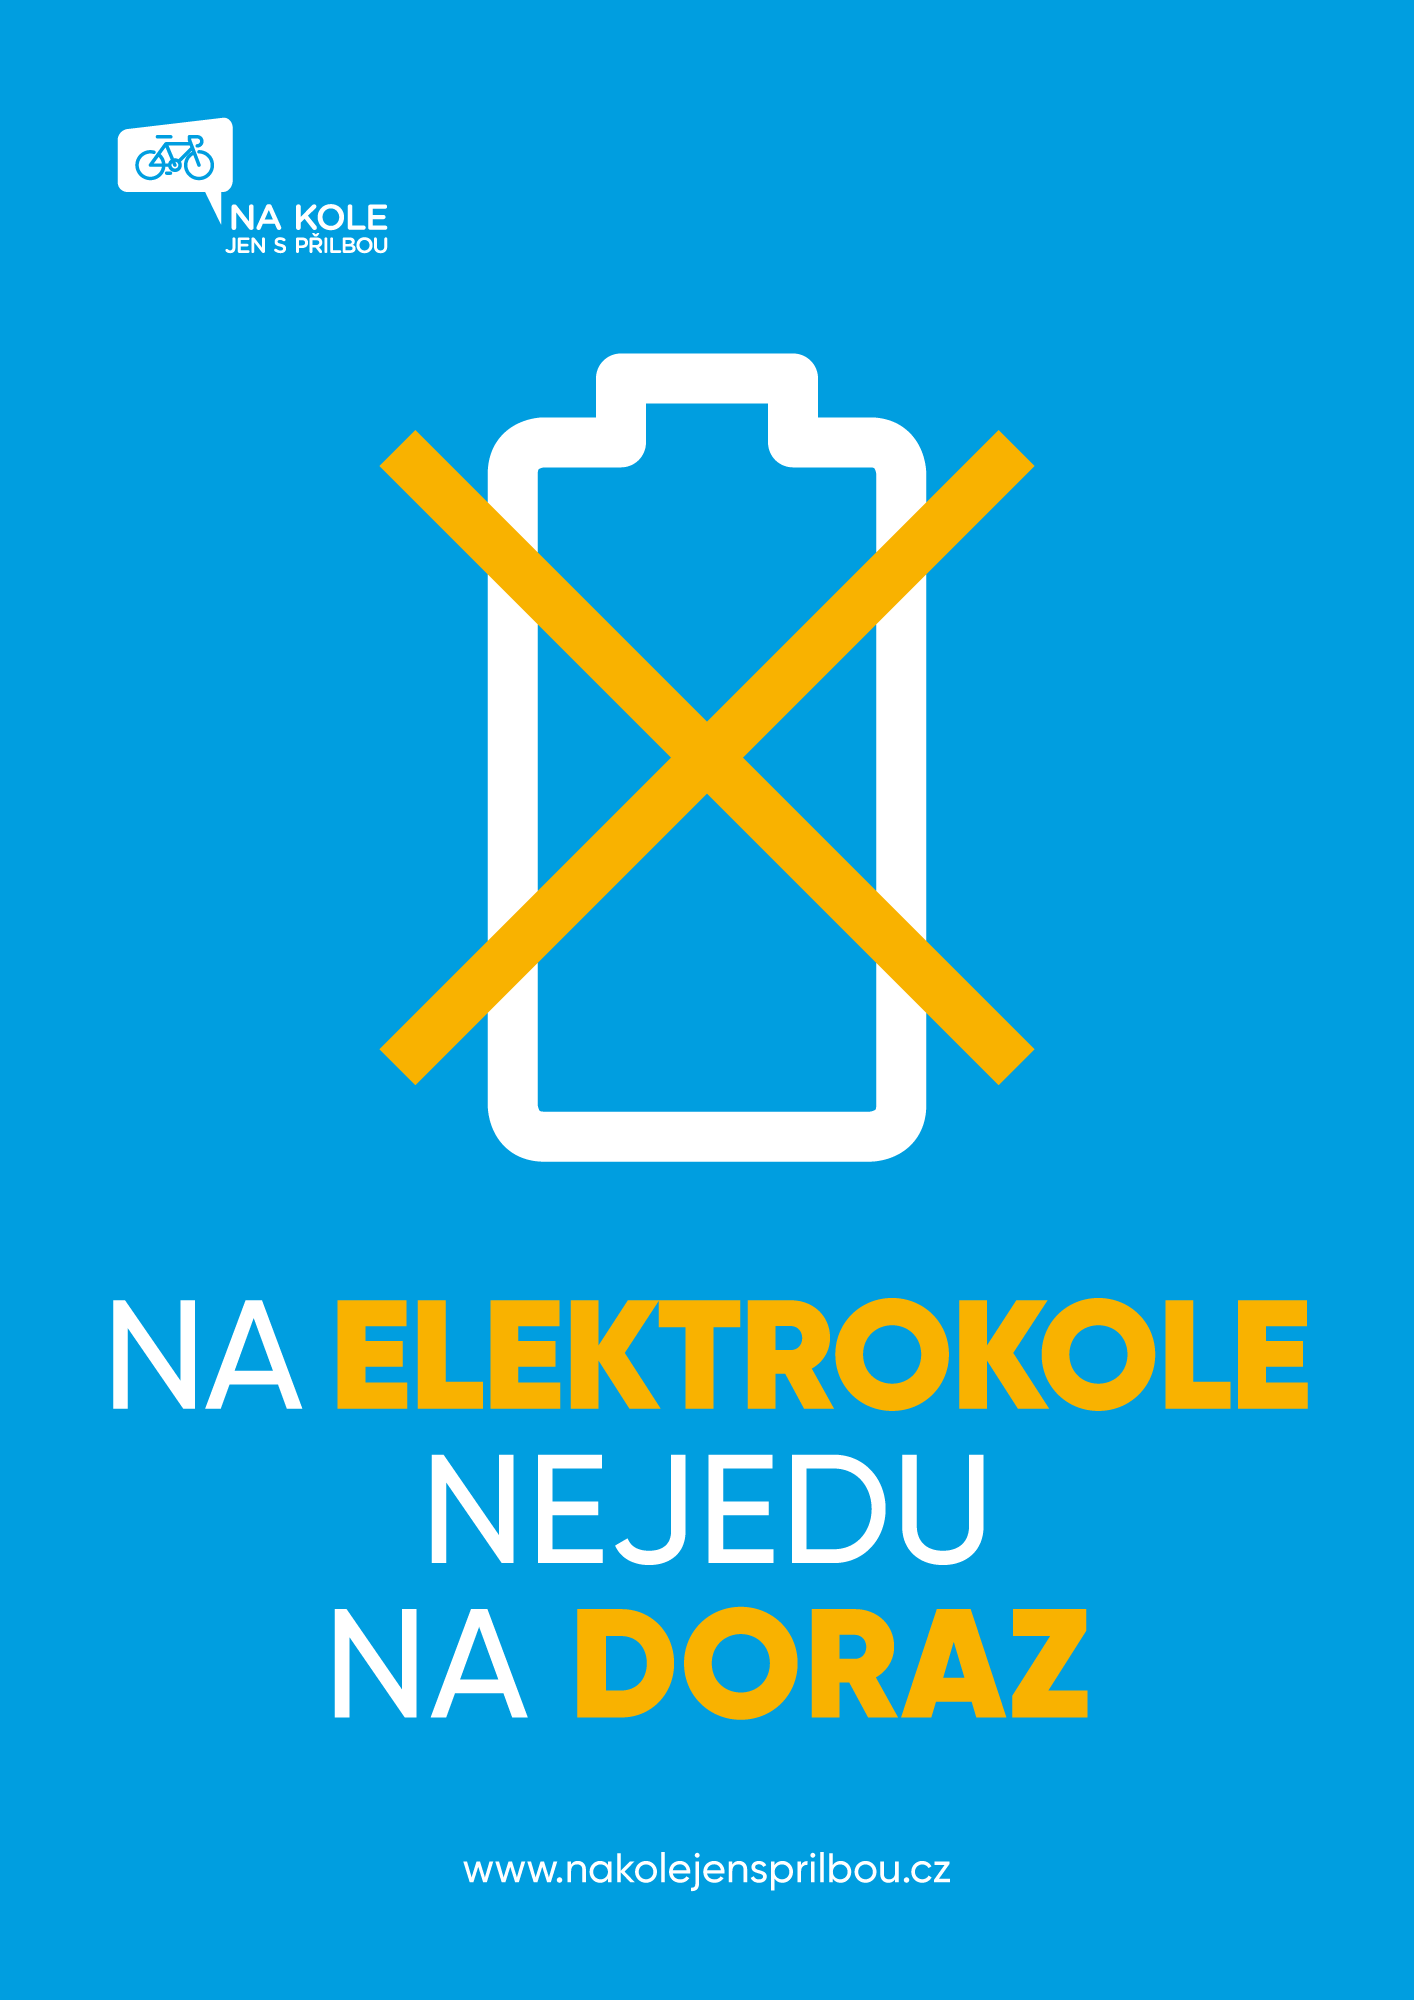 NA KOLE
JEN S PŘILBOU
NA ELEKTROKOLE
NEJEDU
NA DORAZ
www.nakolejensprilbou.cz